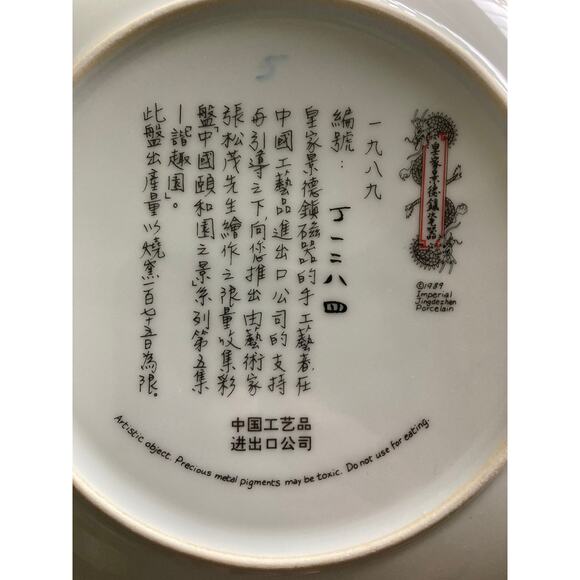 皇家景德鎮瓷器
©1989
Imperial
Jingdezhen
Porcelain
一九八九
編號：
丁一三八四
皇家景德鎮磁器的手工藝者在
中國工藝品進出口公司的支持
与引導之下向您推出由藝術家
張松茂先生繪作之限量收集彩
盤「中國頤和園之景」系列第五集
—「諧趣園」。
此盤出產量以燒窯一百七十五日為限。
5
中国工艺品
进出口公司
Artistic object. Precious metal pigments may be toxic. Do not use for eating.